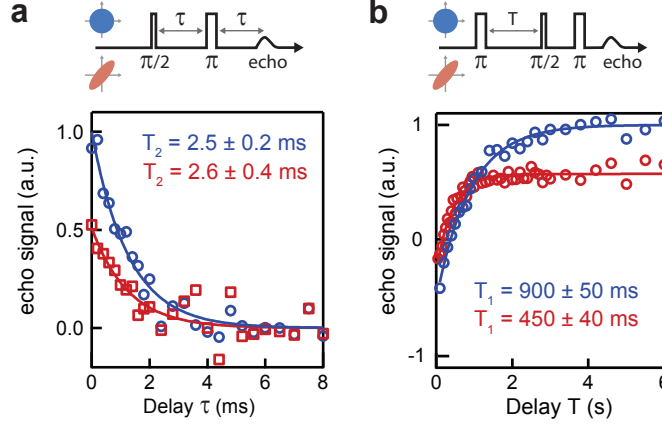 a
τ
τ
π/2
π
echo
1.0
0.5
0.0
echo signal (a.u.)
T₂ = 2.5 ± 0.2 ms
T₂ = 2.6 ± 0.4 ms
0
2
4
6
8
Delay τ (ms)
b
T
π
π/2
π
echo
1
0
-1
echo signal (a.u.)
T₁ = 900 ± 50 ms
T₁ = 450 ± 40 ms
0
2
4
6
Delay T (s)